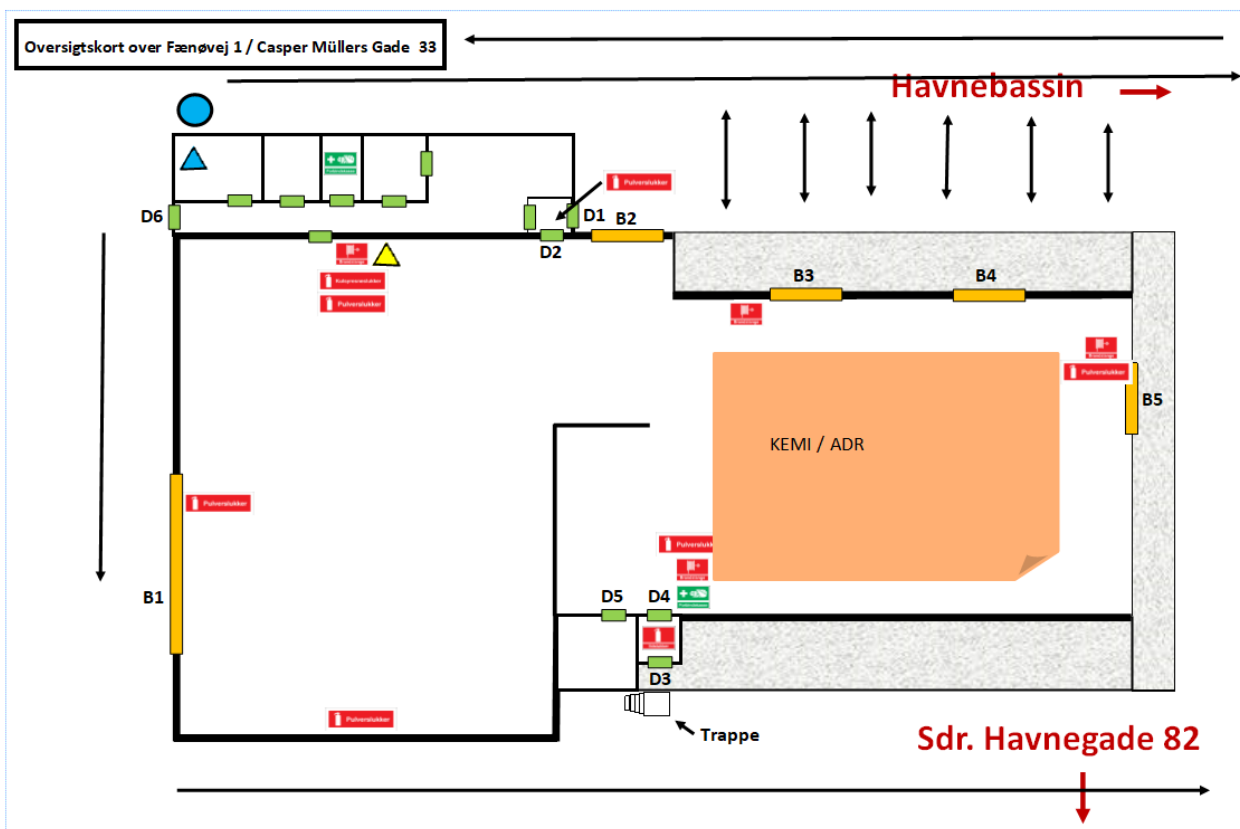 Oversigtskort over Fænøvej 1 / Casper Müllers Gade 33
Havnebassin
Pulverslukker
D6
D1
B2
D2
Pulverslukker
B3
B4
Pulverslukker
B5
KEMI / ADR
Pulverslukker
Pulverslukker
B1
D5
D4
D3
Pulverslukker
Trappe
Sdr. Havnegade 82